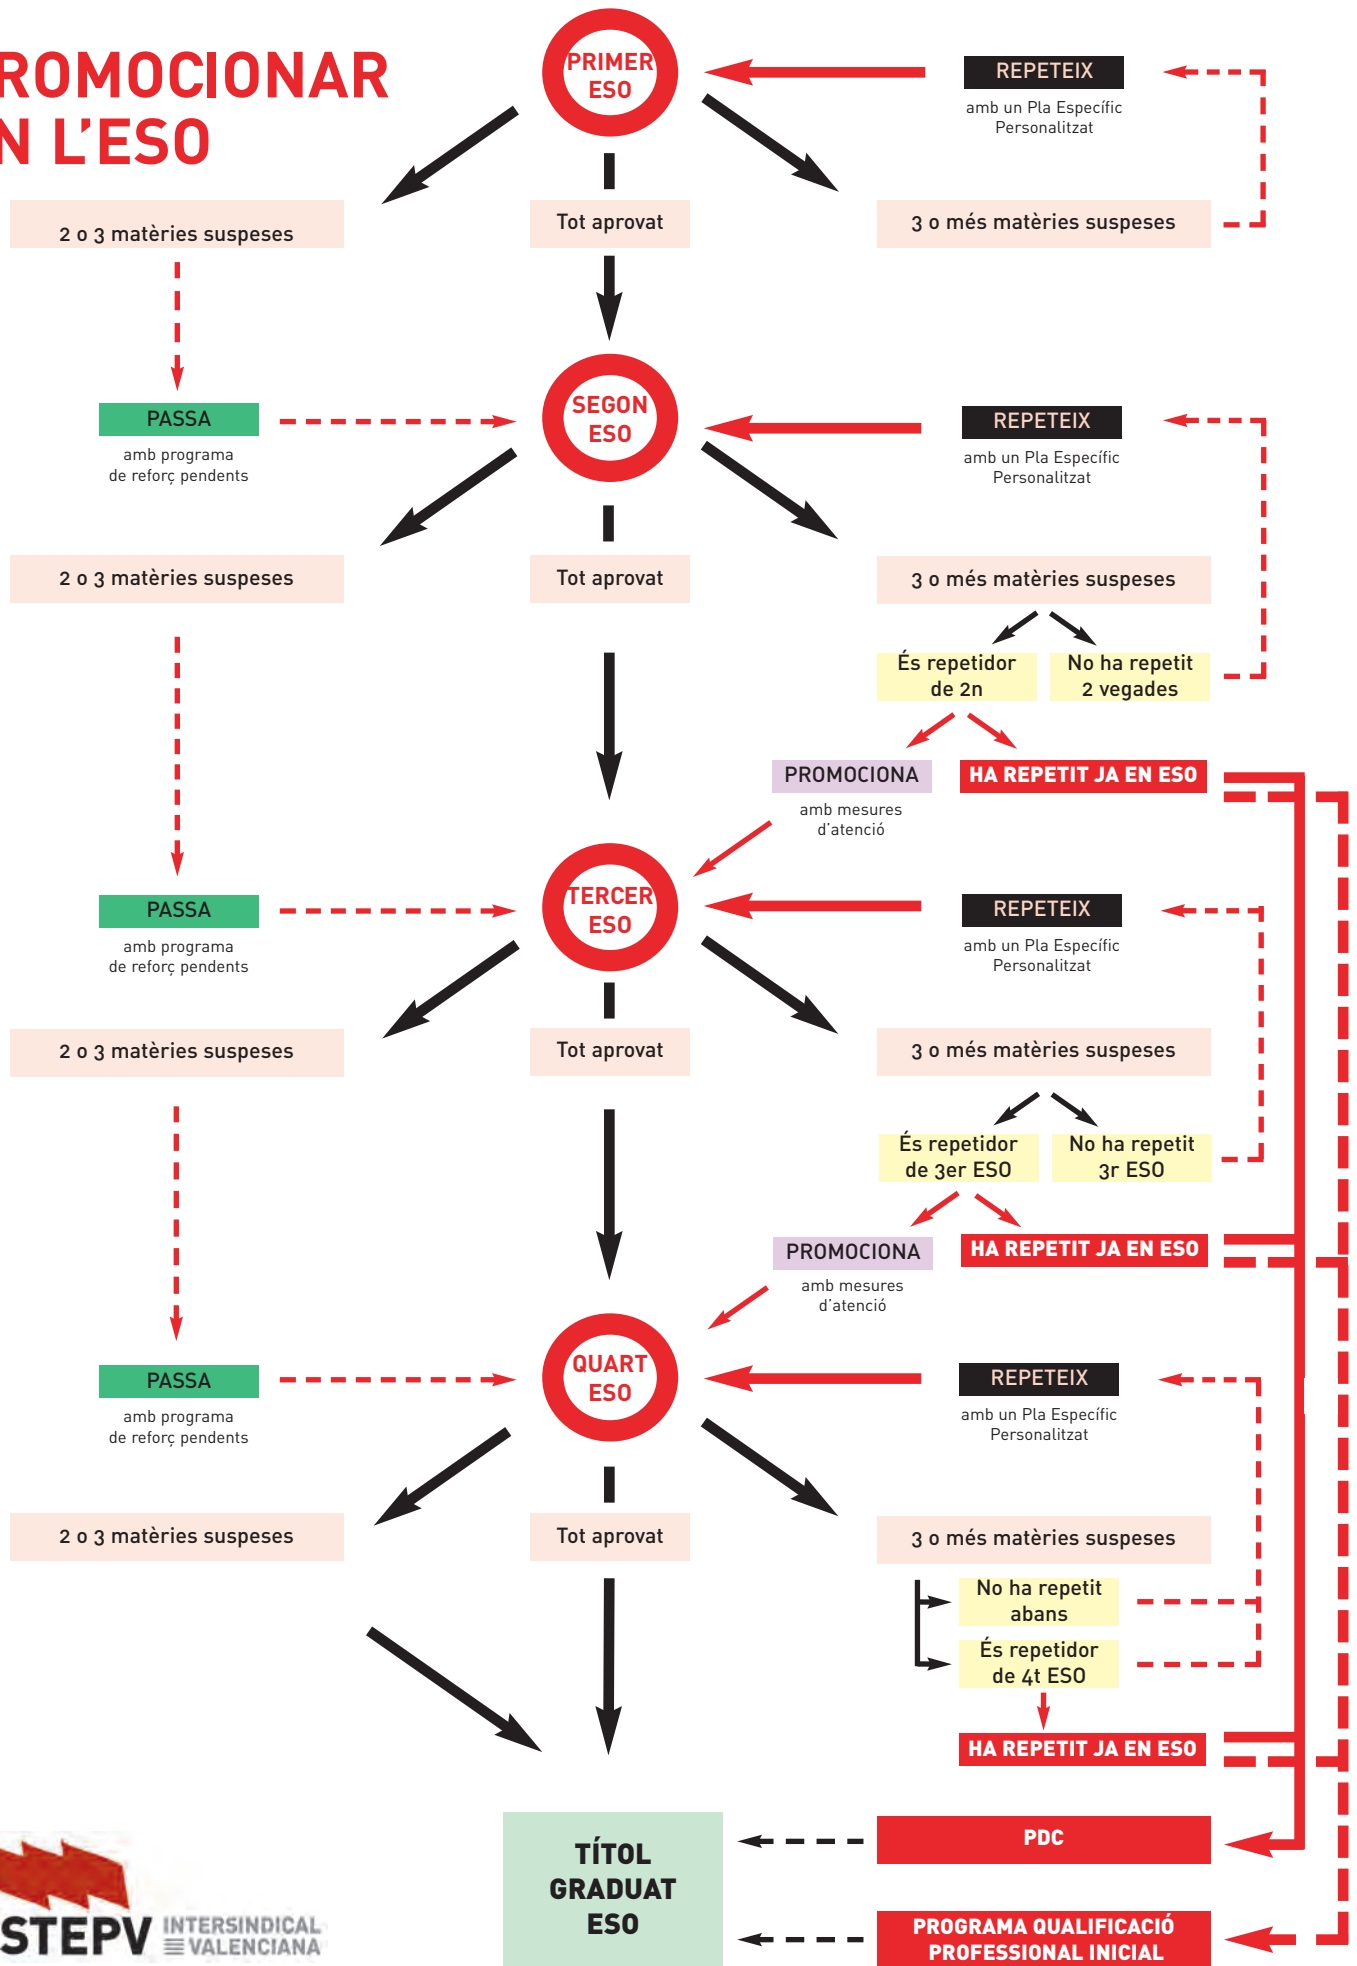 ROMOCIONAR
N L'ESO
PRIMER
ESO
REPETEIX
amb un Pla Específic
Personalitzat
2 o 3 matèries suspeses
Tot aprovat
3 o més matèries suspeses
SEGON
ESO
PASSA
amb programa
de reforç pendents
REPETEIX
amb un Pla Específic
Personalitzat
2 o 3 matèries suspeses
Tot aprovat
3 o més matèries suspeses
És repetidor
de 2n
No ha repetit
2 vegades
PROMOCIONA
amb mesures
d'atenció
HA REPETIT JA EN ESO
TERCER
ESO
PASSA
amb programa
de reforç pendents
REPETEIX
amb un Pla Específic
Personalitzat
2 o 3 matèries suspeses
Tot aprovat
3 o més matèries suspeses
És repetidor
de 3er ESO
No ha repetit
3r ESO
PROMOCIONA
amb mesures
d'atenció
HA REPETIT JA EN ESO
QUART
ESO
PASSA
amb programa
de reforç pendents
REPETEIX
amb un Pla Específic
Personalitzat
2 o 3 matèries suspeses
Tot aprovat
3 o més matèries suspeses
No ha repetit
abans
És repetidor
de 4t ESO
HA REPETIT JA EN ESO
TÍTOL
GRADUAT
ESO
PDC
PROGRAMA QUALIFICACIÓ
PROFESSIONAL INICIAL
STEPV
INTERSINDICAL
VALENCIANA